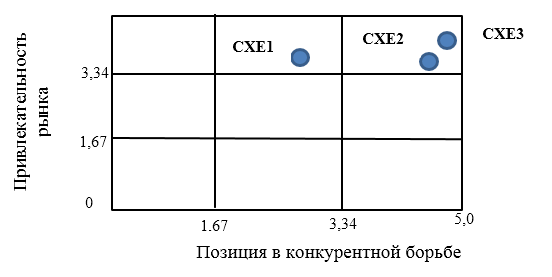 Привлекательность
рынка
СХЕ1
СХЕ2
СХЕ3
3,34
1,67
0
1.67
3,34
5,0
Позиция в конкурентной борьбе